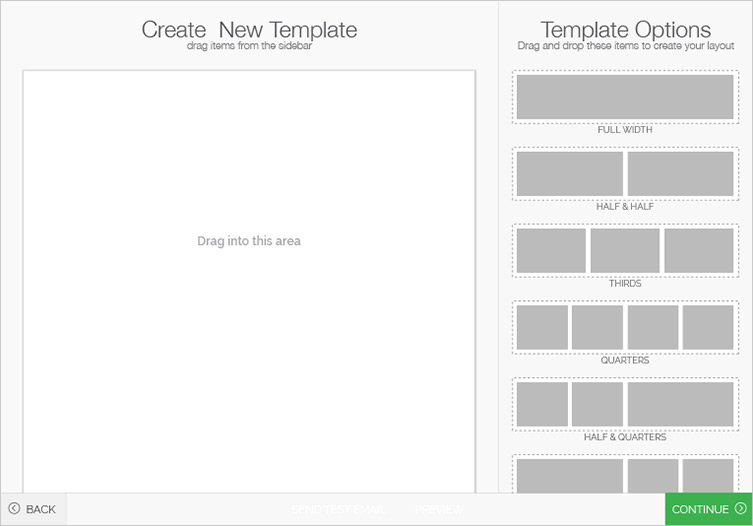 Create New Template
drag items from the sidebar
Drag into this area
Template Options
Drag and drop these items to create your layout
FULL WIDTH
HALF & HALF
THIRDS
QUARTERS
HALF & QUARTERS
BACK
SEND TEST EMAIL
PREVIEW
CONTINUE